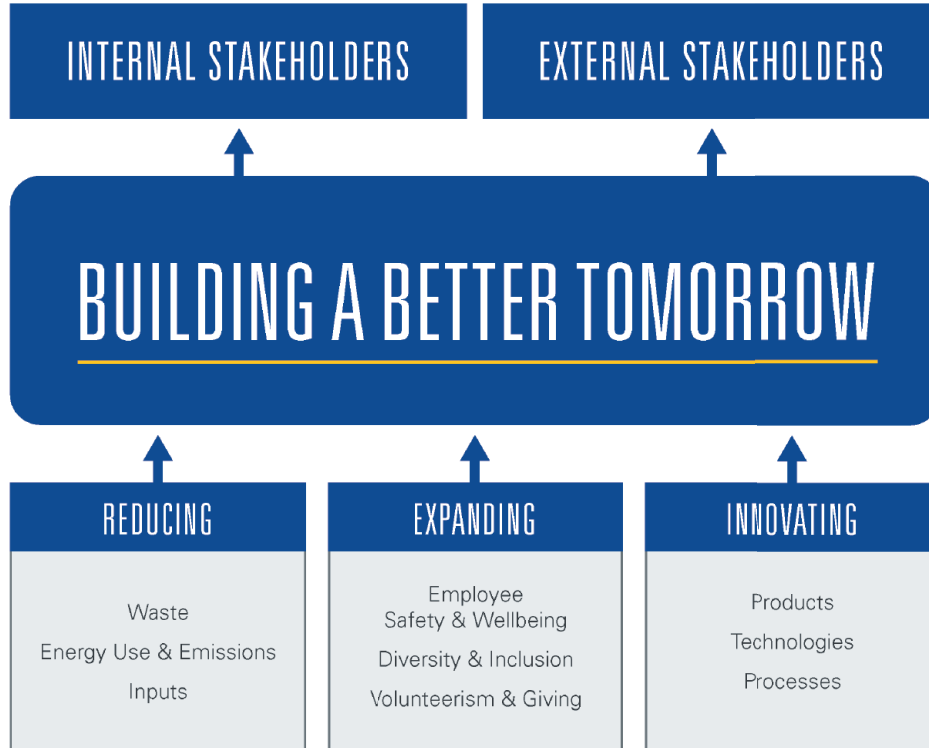 INTERNAL STAKEHOLDERS
EXTERNAL STAKEHOLDERS
BUILDING A BETTER TOMORROW
REDUCING
Waste
Energy Use & Emissions
Inputs
EXPANDING
Employee
Safety & Wellbeing
Diversity & Inclusion
Volunteerism & Giving
INNOVATING
Products
Technologies
Processes